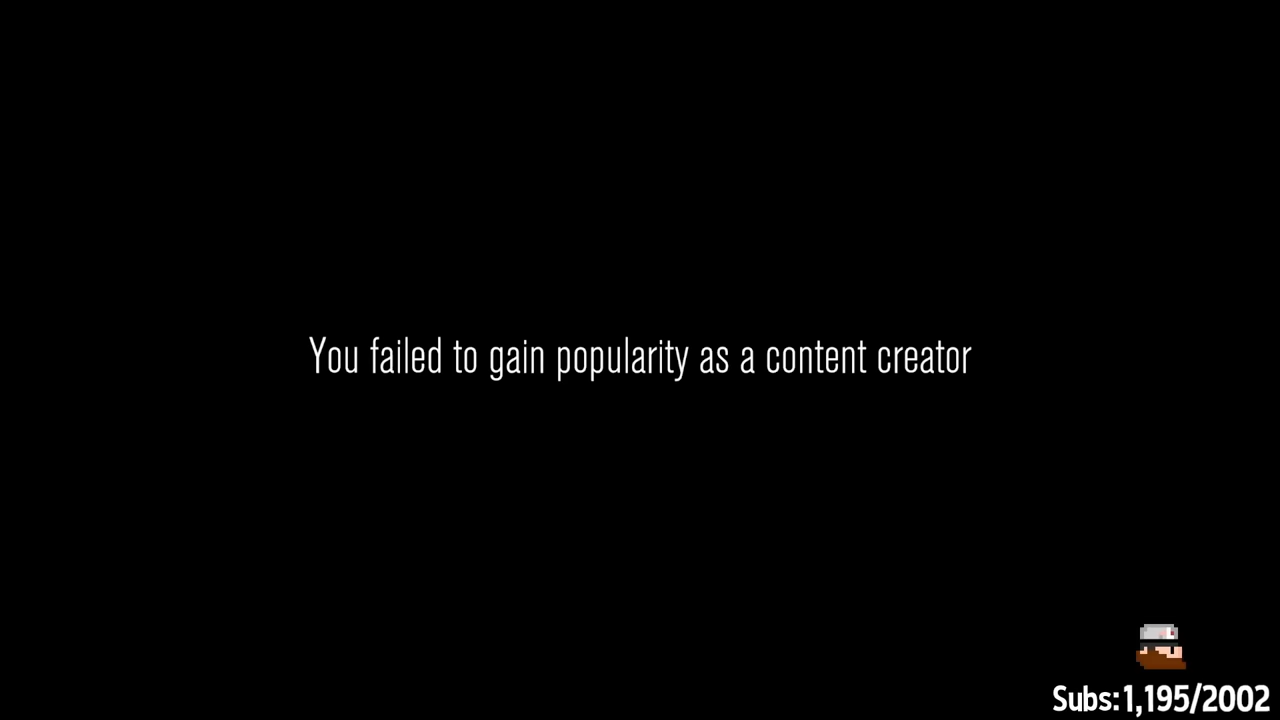 You failed to gain popularity as a content creator
Subs:1,195/2002